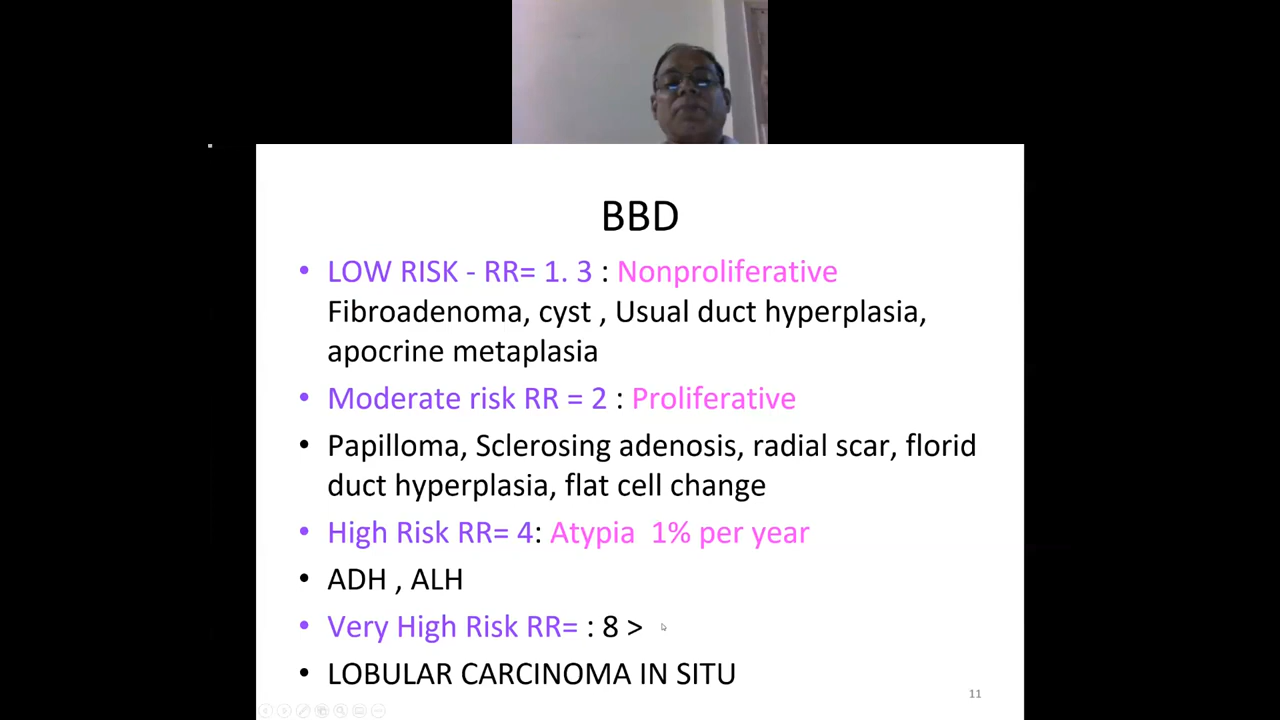 BBD
• LOW RISK - RR= 1. 3 : Nonproliferative
Fibroadenoma, cyst , Usual duct hyperplasia,
apocrine metaplasia
• Moderate risk RR = 2 : Proliferative
• Papilloma, Sclerosing adenosis, radial scar, florid
duct hyperplasia, flat cell change
• High Risk RR= 4: Atypia 1% per year
• ADH , ALH
• Very High Risk RR= : 8 >
• LOBULAR CARCINOMA IN SITU
11